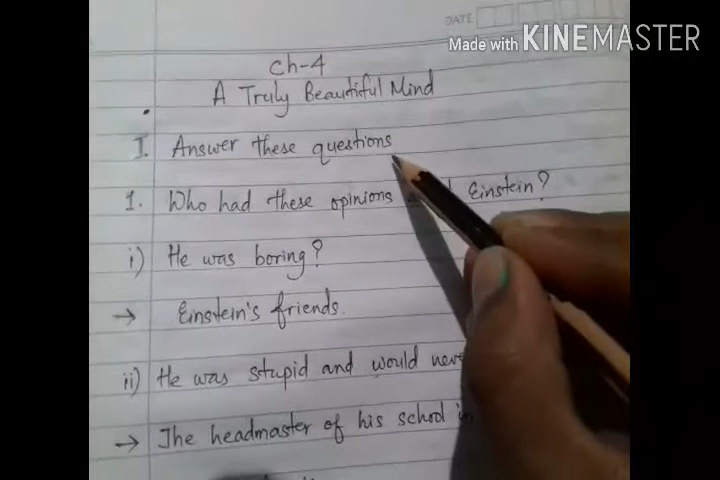 DATE
Made with KINEMASTER
Ch-4
A Truly Beautiful Mind
I. Answer these questions
1. Who had these opinions Einstein?
i) He was boring?
→ Einstein's friends.
ii) He was stupid and would
→ The headmaster of his school